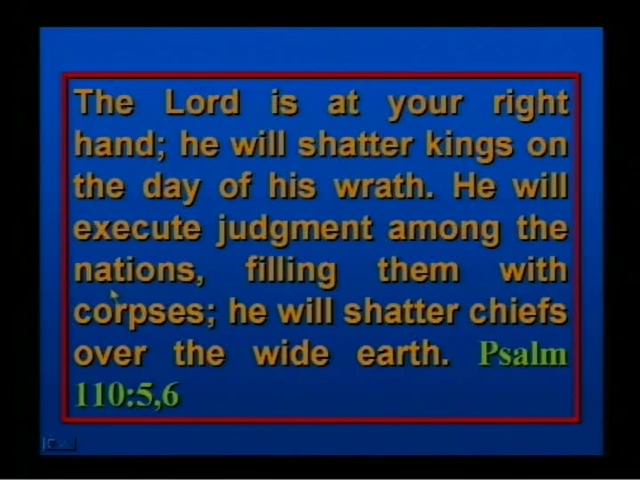 The Lord is at your right
hand; he will shatter kings on
the day of his wrath. He will
execute judgment among the
nations, filling them with
corpses; he will shatter chiefs
over the wide earth. Psalm
110:5,6